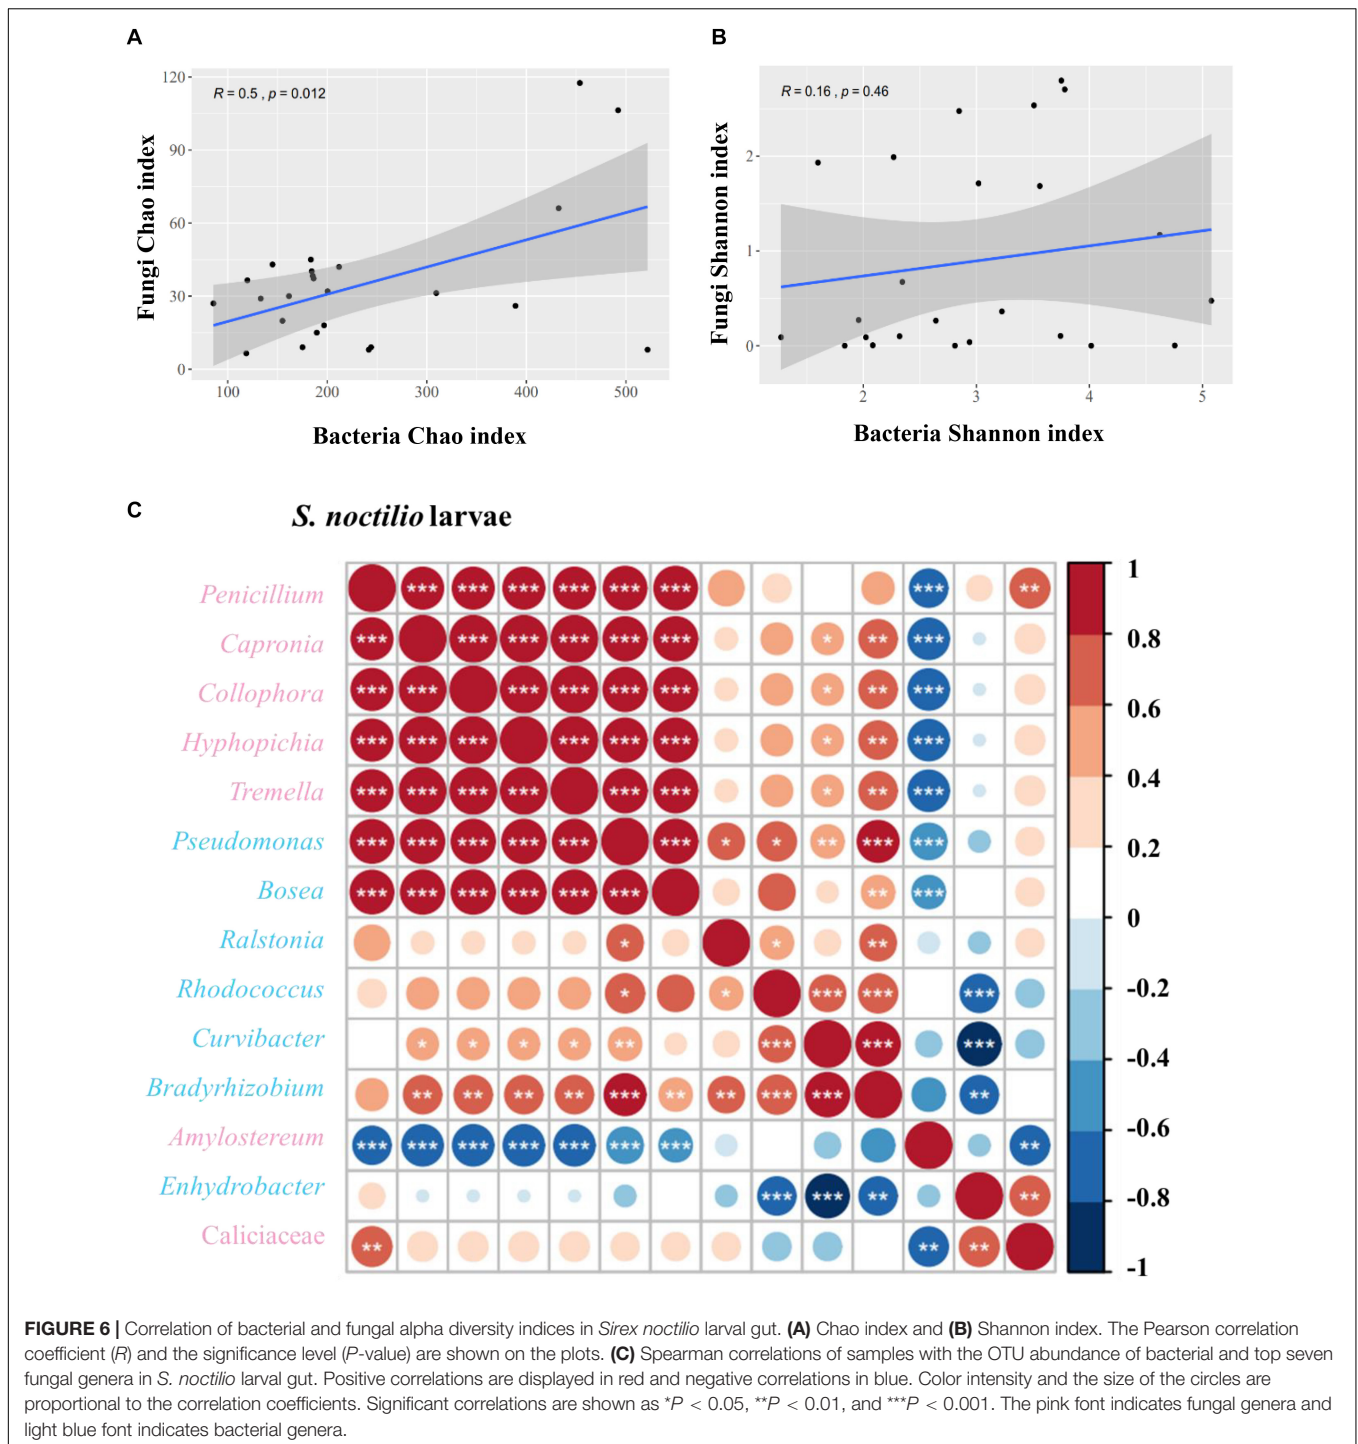 A
B
R = 0.5 , p = 0.012
R = 0.16 , p = 0.46
120
90
60
30
0
Fungi Chao index
100 200 300 400 500
Bacteria Chao index
2
1
0
Fungi Shannon index
2 3 4 5
Bacteria Shannon index
C
S. noctilio larvae
Penicillium *** *** *** *** *** *** *** **
Capronia *** *** *** *** *** *** * ** ***
Collophora *** *** *** *** *** *** * ** ***
Hyphopichia *** *** *** *** *** *** * ** ***
Tremella *** *** *** *** *** *** * ** ***
Pseudomonas *** *** *** *** *** *** * * ** *** ***
Bosea *** *** *** *** *** *** ** ***
Ralstonia * * **
Rhodococcus * * *** *** ***
Curvibacter * * * * ** *** *** ***
Bradyrhizobium ** ** ** ** *** ** ** *** *** **
Amylostereum *** *** *** *** *** *** *** **
Enhydrobacter *** *** ** **
Caliciaceae ** ** **
1
0.8
0.6
0.4
0.2
0
-0.2
-0.4
-0.6
-0.8
-1
FIGURE 6 | Correlation of bacterial and fungal alpha diversity indices in Sirex noctilio larval gut. (A) Chao index and (B) Shannon index. The Pearson correlation
coefficient (R) and the significance level (P-value) are shown on the plots. (C) Spearman correlations of samples with the OTU abundance of bacterial and top seven
fungal genera in S. noctilio larval gut. Positive correlations are displayed in red and negative correlations in blue. Color intensity and the size of the circles are
proportional to the correlation coefficients. Significant correlations are shown as *P < 0.05, **P < 0.01, and ***P < 0.001. The pink font indicates fungal genera and
light blue font indicates bacterial genera.